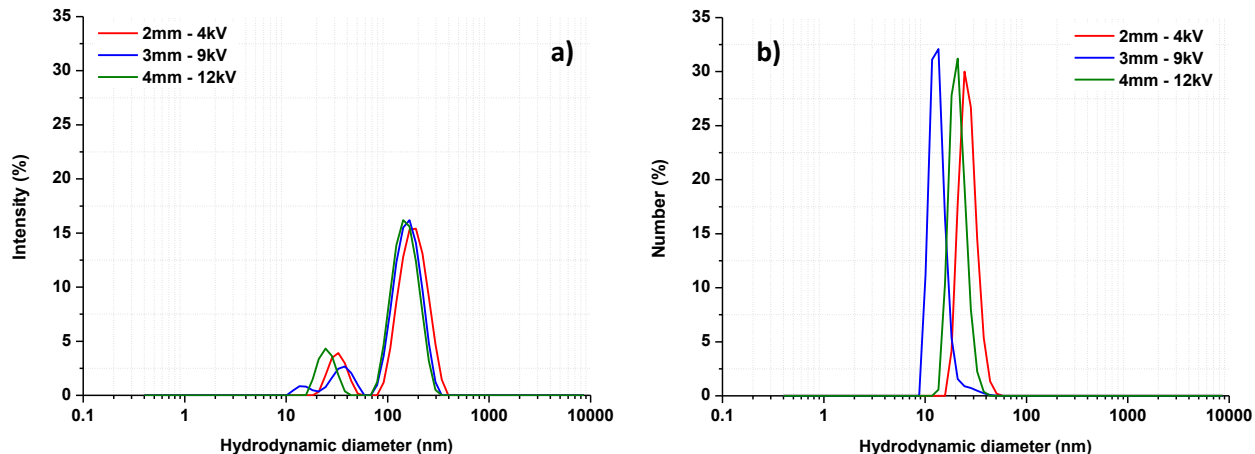 35
30
25
20
15
10
5
0
Intensity (%)
2mm - 4kV
3mm - 9kV
4mm - 12kV
a)
0.1 1 10 100 1000 10000
Hydrodynamic diameter (nm)
35
30
25
20
15
10
5
0
Number (%)
b)
2mm - 4kV
3mm - 9kV
4mm - 12kV
0.1 1 10 100 1000 10000
Hydrodynamic diameter (nm)